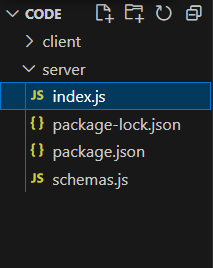 CODE
client
server
JS index.js
{} package-lock.json
{} package.json
JS schemas.js